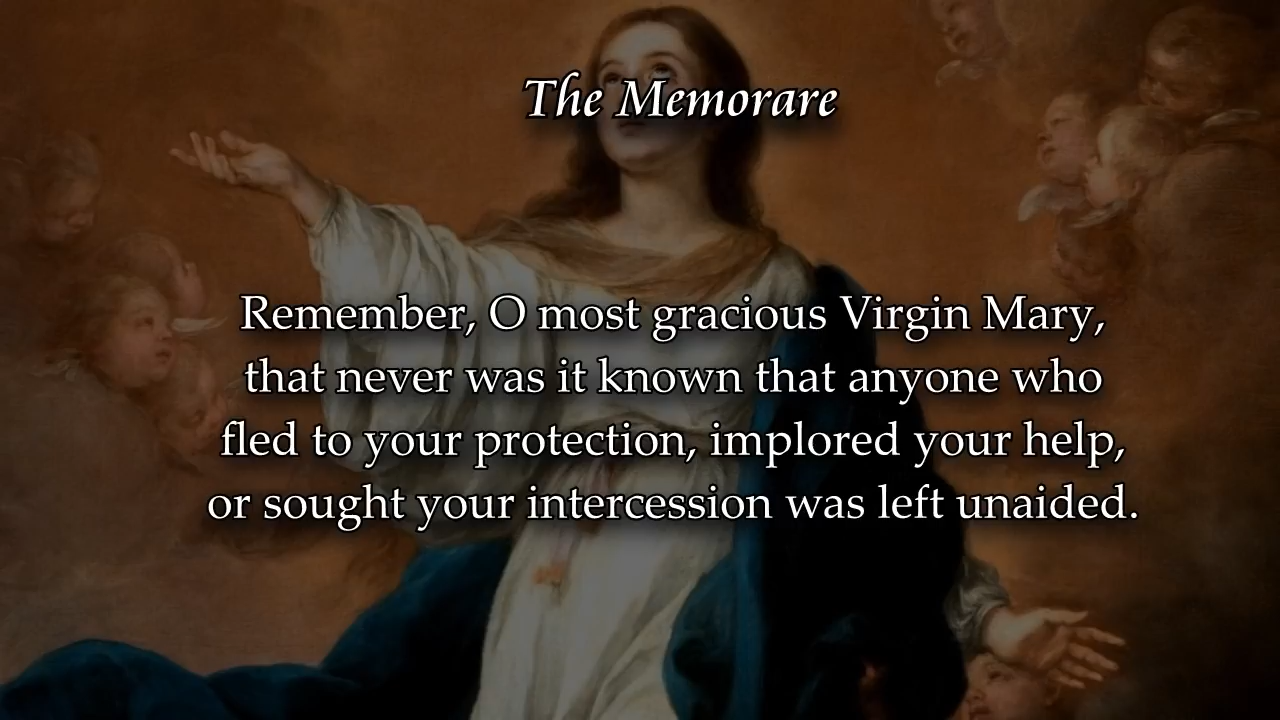 The Memorare
Remember, O most gracious Virgin Mary,
that never was it known that anyone who
fled to your protection, implored your help,
or sought your intercession was left unaided.